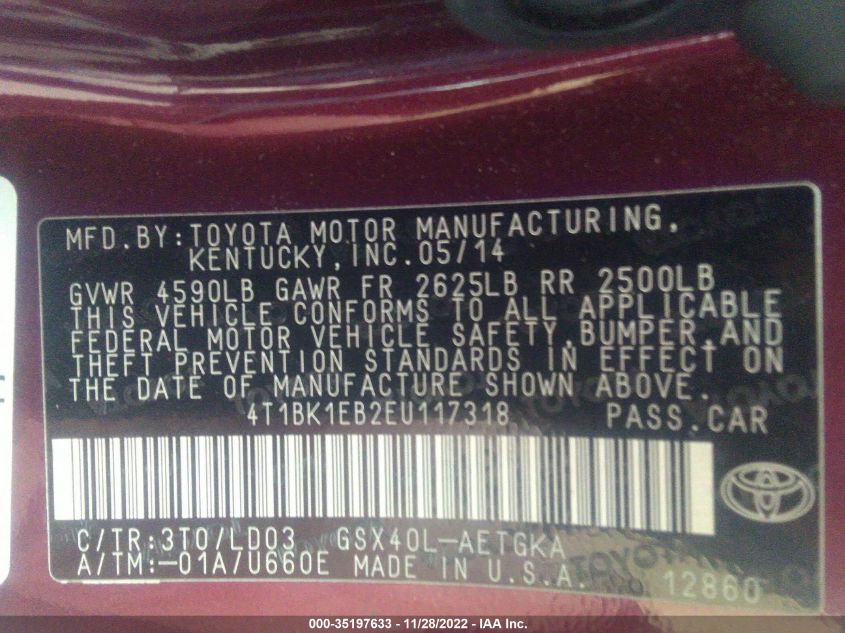 MFD.BY:TOYOTA MOTOR MANUFACTURING,
KENTUCKY,INC.05/14
GVWR 4590LB GAWR FR 2625LB RR 2500LB
THIS VEHICLE CONFORMS TO ALL APPLICABLE
FEDERAL MOTOR VEHICLE SAFETY,BUMPER,AND
THEFT PREVENTION STANDARDS IN EFFECT ON
THE DATE OF MANUFACTURE SHOWN ABOVE.
4T1BK1EB2EU117318 PASS.CAR
C/TR:3T0/LD03 GSX40L-AETGKA
A/TM:-01A/U660E MADE IN U.S.A. 12860
000-35197633 - 11/28/2022 - IAA Inc.